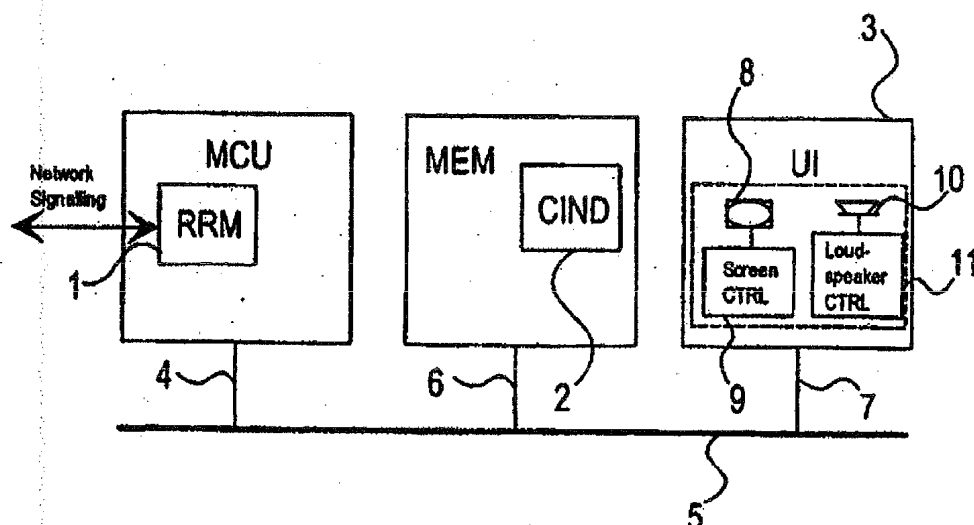 3
8
MCU
MEM
UI
10
Network
Signalling
RRM
CIND
Screen
CTRL
Loud-
speaker
CTRL
11
1
4
6
2
9
7
5